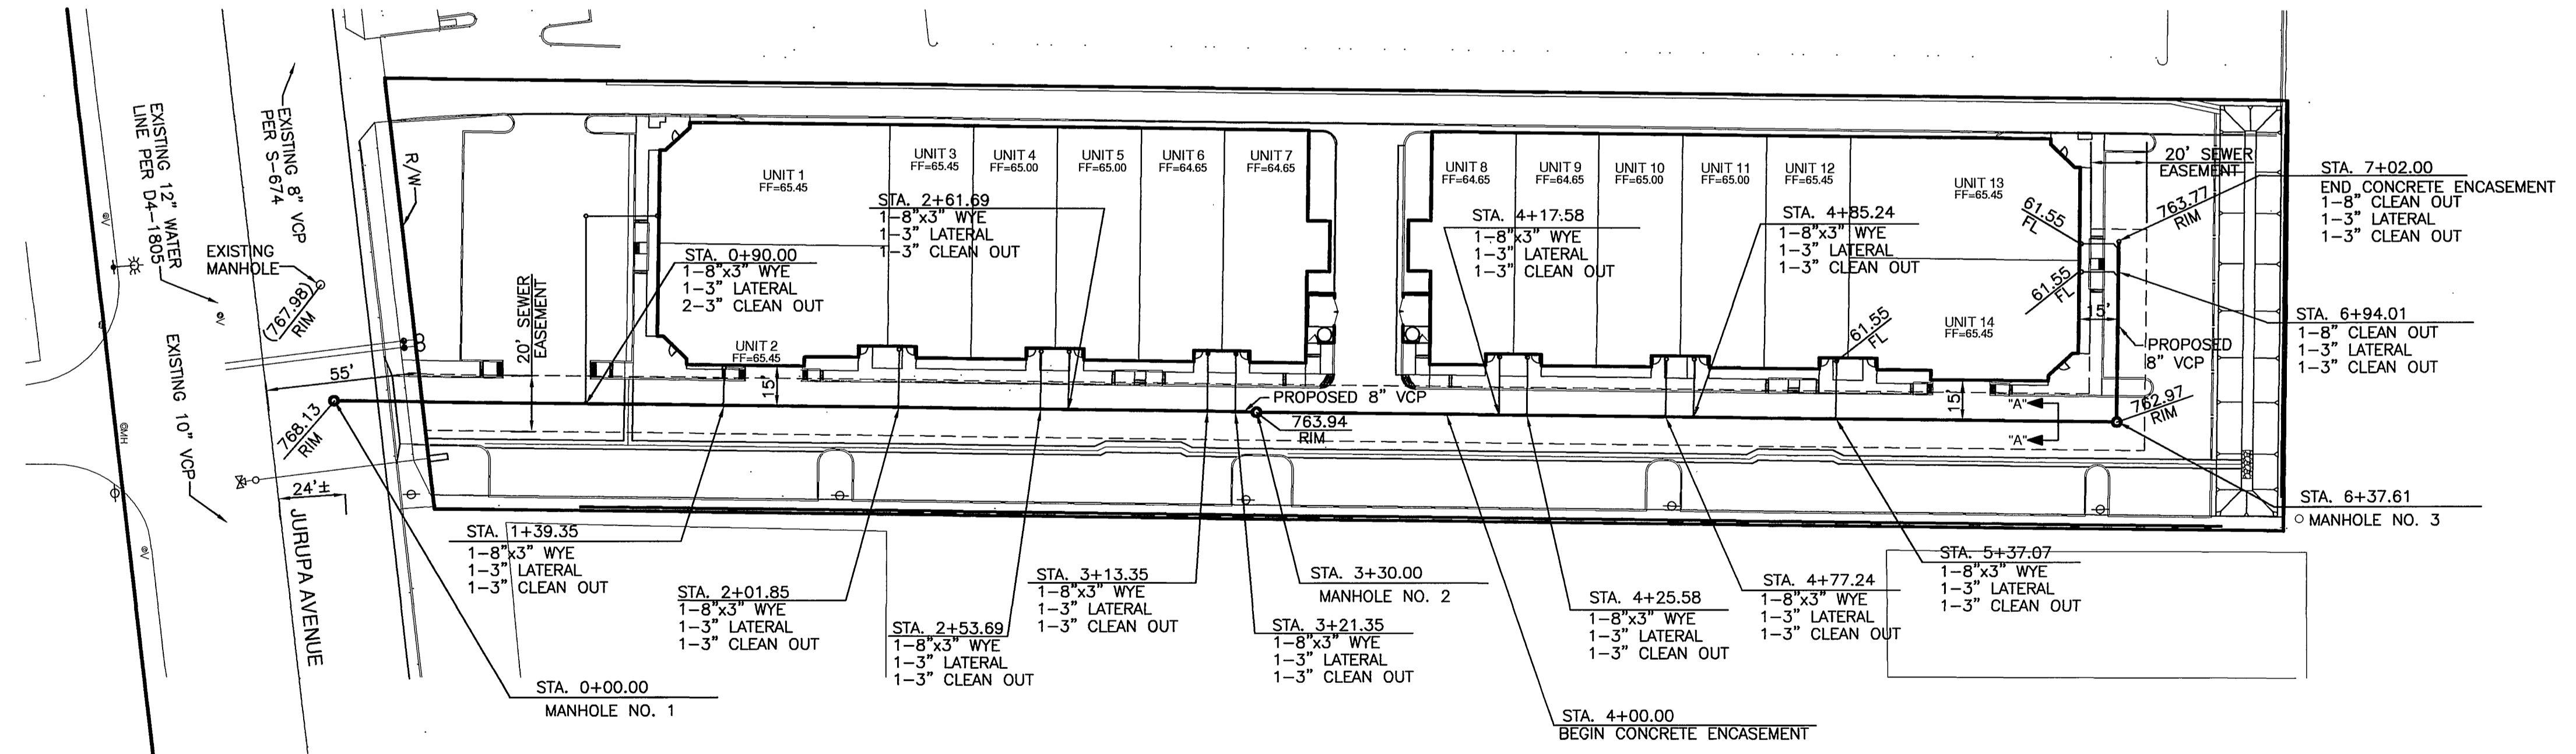 EXISTING 12" WATER
LINE PER D4-1805
EXISTING 8" VCP
PER S-674
R/W
EXISTING
MANHOLE
(767.98)
RIM
EXISTING 10" VCP
55'
768.13
RIM
24'±
JURUPA AVENUE
V
V
MH
V
20' SEWER
EASEMENT
UNIT 1
FF=65.45
UNIT 2
FF=65.45
UNIT 3
FF=65.45
UNIT 4
FF=65.00
UNIT 5
FF=65.00
UNIT 6
FF=64.65
UNIT 7
FF=64.65
UNIT 8
FF=64.65
UNIT 9
FF=64.65
UNIT 10
FF=65.00
UNIT 11
FF=65.00
UNIT 12
FF=65.45
UNIT 13
FF=65.45
UNIT 14
FF=65.45
STA. 0+90.00
1-8"x3" WYE
1-3" LATERAL
2-3" CLEAN OUT
STA. 2+61.69
1-8"x3" WYE
1-3" LATERAL
1-3" CLEAN OUT
STA. 4+17.58
1-8"x3" WYE
1-3" LATERAL
1-3" CLEAN OUT
STA. 4+85.24
1-8"x3" WYE
1-3" LATERAL
1-3" CLEAN OUT
15'
PROPOSED 8" VCP
763.94
RIM
61.55
FL
61.55
FL
61.55
FL
20' SEWER
EASEMENT
763.77
RIM
15'
PROPOSED
8" VCP
15'
"A"
"A"
762.97
RIM
STA. 7+02.00
END CONCRETE ENCASEMENT
1-8" CLEAN OUT
1-3" LATERAL
1-3" CLEAN OUT
STA. 6+94.01
1-8" CLEAN OUT
1-3" LATERAL
1-3" CLEAN OUT
STA. 6+37.61
MANHOLE NO. 3
STA. 1+39.35
1-8"x3" WYE
1-3" LATERAL
1-3" CLEAN OUT
STA. 2+01.85
1-8"x3" WYE
1-3" LATERAL
1-3" CLEAN OUT
STA. 2+53.69
1-8"x3" WYE
1-3" LATERAL
1-3" CLEAN OUT
STA. 3+13.35
1-8"x3" WYE
1-3" LATERAL
1-3" CLEAN OUT
STA. 3+21.35
1-8"x3" WYE
1-3" LATERAL
1-3" CLEAN OUT
STA. 3+30.00
MANHOLE NO. 2
STA. 4+25.58
1-8"x3" WYE
1-3" LATERAL
1-3" CLEAN OUT
STA. 4+77.24
1-8"x3" WYE
1-3" LATERAL
1-3" CLEAN OUT
STA. 5+37.07
1-8"x3" WYE
1-3" LATERAL
1-3" CLEAN OUT
STA. 0+00.00
MANHOLE NO. 1
STA. 4+00.00
BEGIN CONCRETE ENCASEMENT